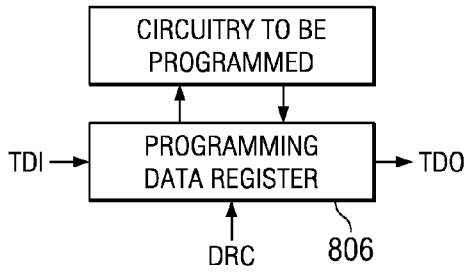 CIRCUITRY TO BE
PROGRAMMED
TDI
PROGRAMMING
DATA REGISTER
TDO
DRC
806